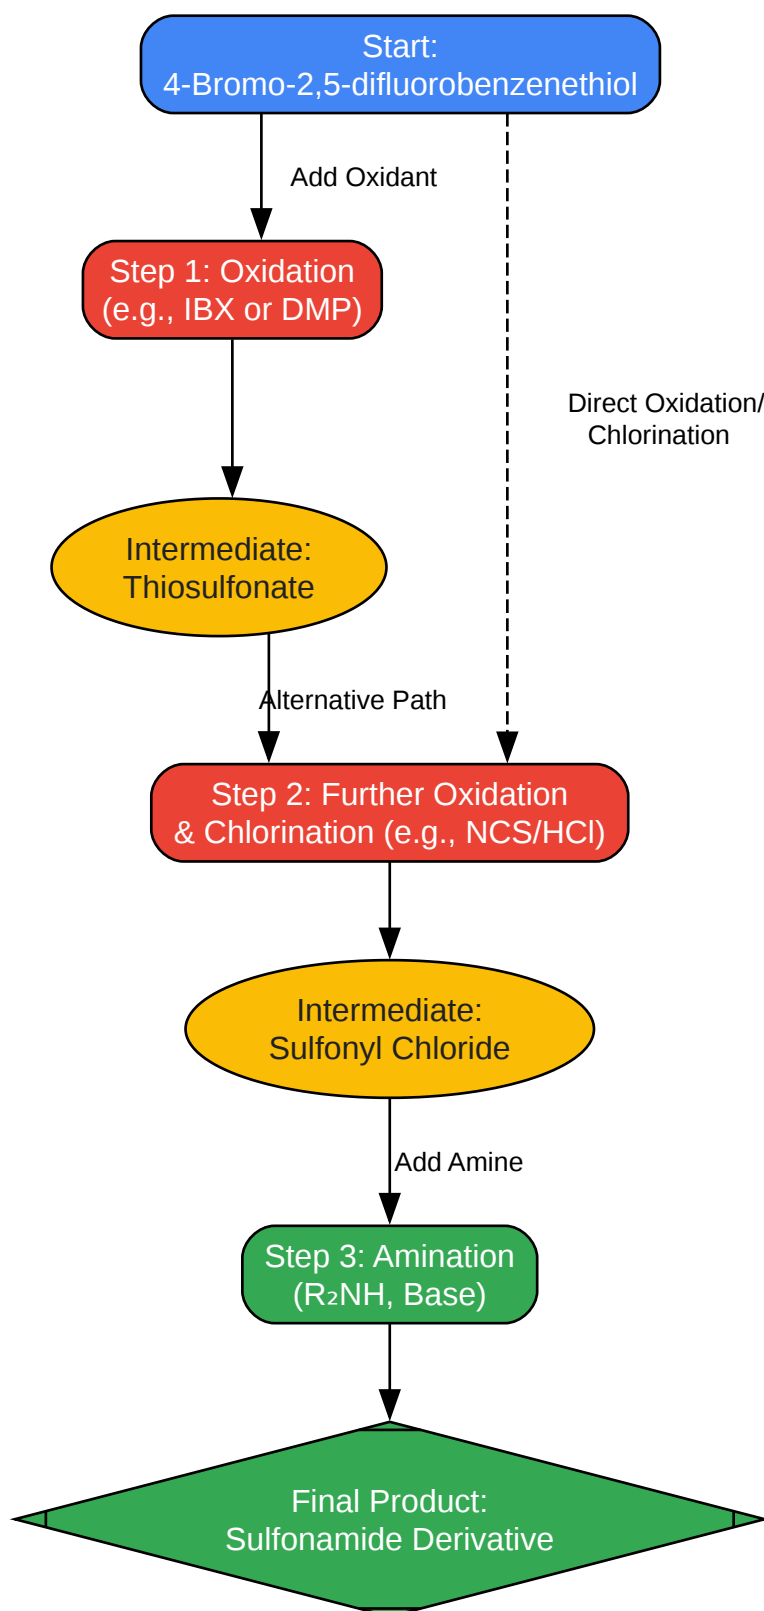 Start:
4-Bromo-2,5-difluorobenzenethiol
Add Oxidant
Step 1: Oxidation
(e.g., IBX or DMP)
Direct Oxidation/
Chlorination
Intermediate:
Thiosulfonate
Alternative Path
Step 2: Further Oxidation
& Chlorination (e.g., NCS/HCl)
Intermediate:
Sulfonyl Chloride
Add Amine
Step 3: Amination
(R₂NH, Base)
Final Product:
Sulfonamide Derivative